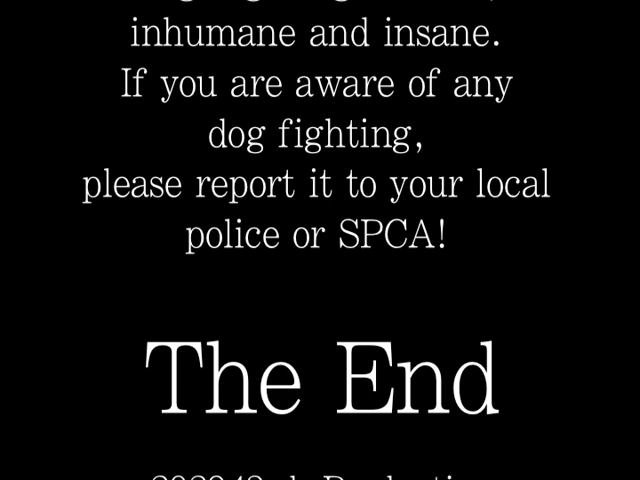 inhumane and insane.
If you are aware of any
dog fighting,
please report it to your local
police or SPCA!
The End